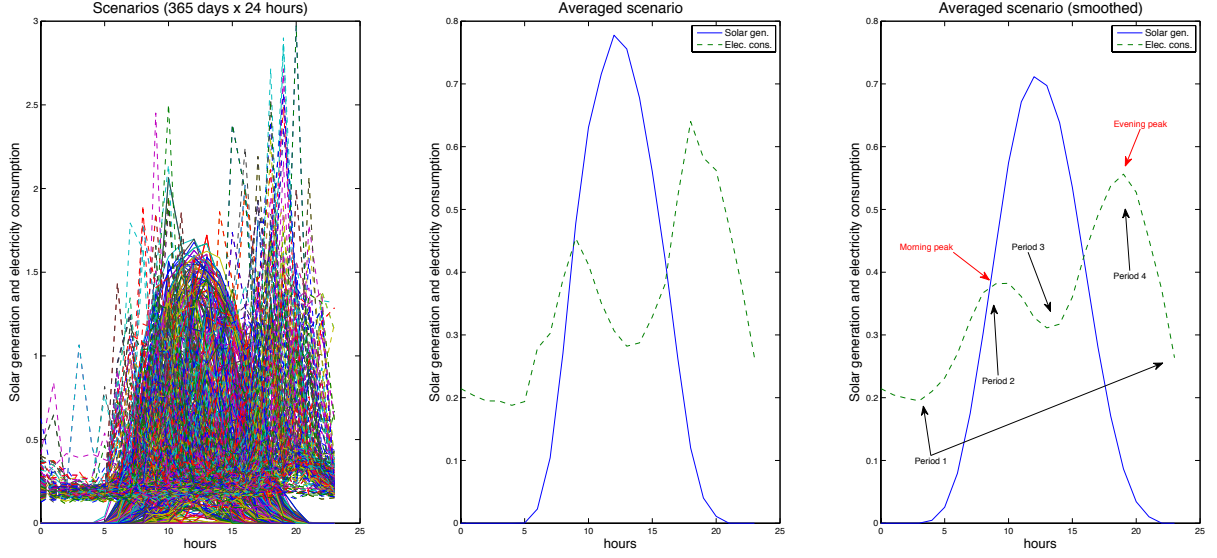 Scenarios (365 days x 24 hours)
Solar generation and electricity consumption
3
2.5
2
1.5
1
0.5
0
0
5
10
15
20
25
hours
Averaged scenario
Solar gen.
Elec. cons.
Solar generation and electricity consumption
0.8
0.7
0.6
0.5
0.4
0.3
0.2
0.1
0
0
5
10
15
20
25
hours
Averaged scenario (smoothed)
Solar gen.
Elec. cons.
Solar generation and electricity consumption
0.8
0.7
0.6
0.5
0.4
0.3
0.2
0.1
0
Evening peak
Morning peak
Period 3
Period 4
Period 2
Period 1
0
5
10
15
20
25
hours